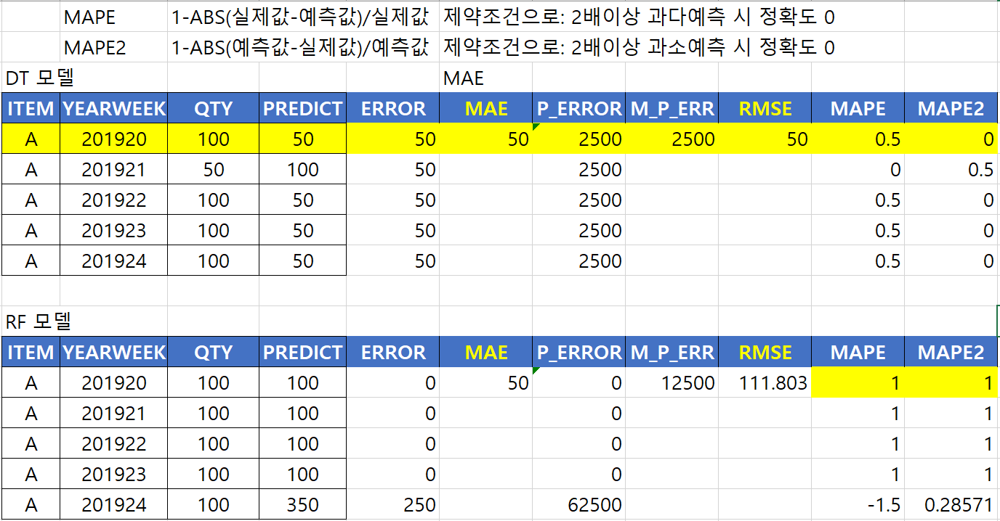 MAPE 1-ABS(실제값-예측값)/실제값 제약조건으로: 2배이상 과다예측 시 정확도 0
MAPE2 1-ABS(예측값-실제값)/예측값 제약조건으로: 2배이상 과소예측 시 정확도 0
DT 모델 MAE
ITEM YEARWEEK QTY PREDICT ERROR MAE P_ERROR M_P_ERR RMSE MAPE MAPE2
A 201920 100 50 50 50 2500 2500 50 0.5 0
A 201921 50 100 50 2500 0 0.5
A 201922 100 50 50 2500 0.5 0
A 201923 100 50 50 2500 0.5 0
A 201924 100 50 50 2500 0.5 0
RF 모델
ITEM YEARWEEK QTY PREDICT ERROR MAE P_ERROR M_P_ERR RMSE MAPE MAPE2
A 201920 100 100 0 50 0 12500 111.803 1 1
A 201921 100 100 0 0 1 1
A 201922 100 100 0 0 1 1
A 201923 100 100 0 0 1 1
A 201924 100 350 250 62500 -1.5 0.28571